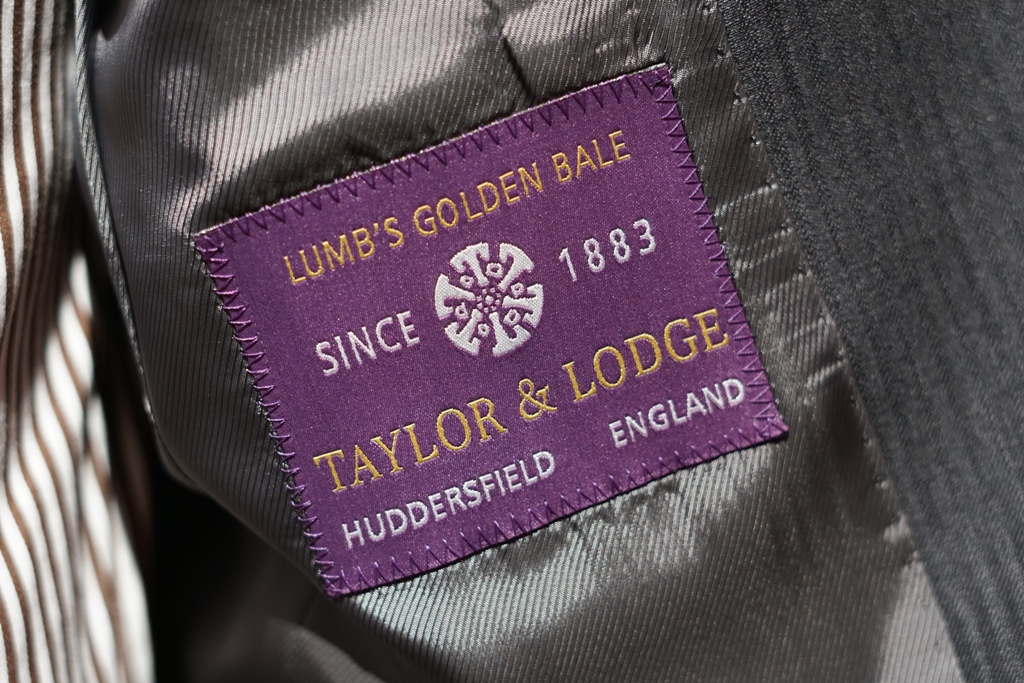 LUMB'S GOLDEN BALE
SINCE 1883
TAYLOR & LODGE
HUDDERSFIELD ENGLAND